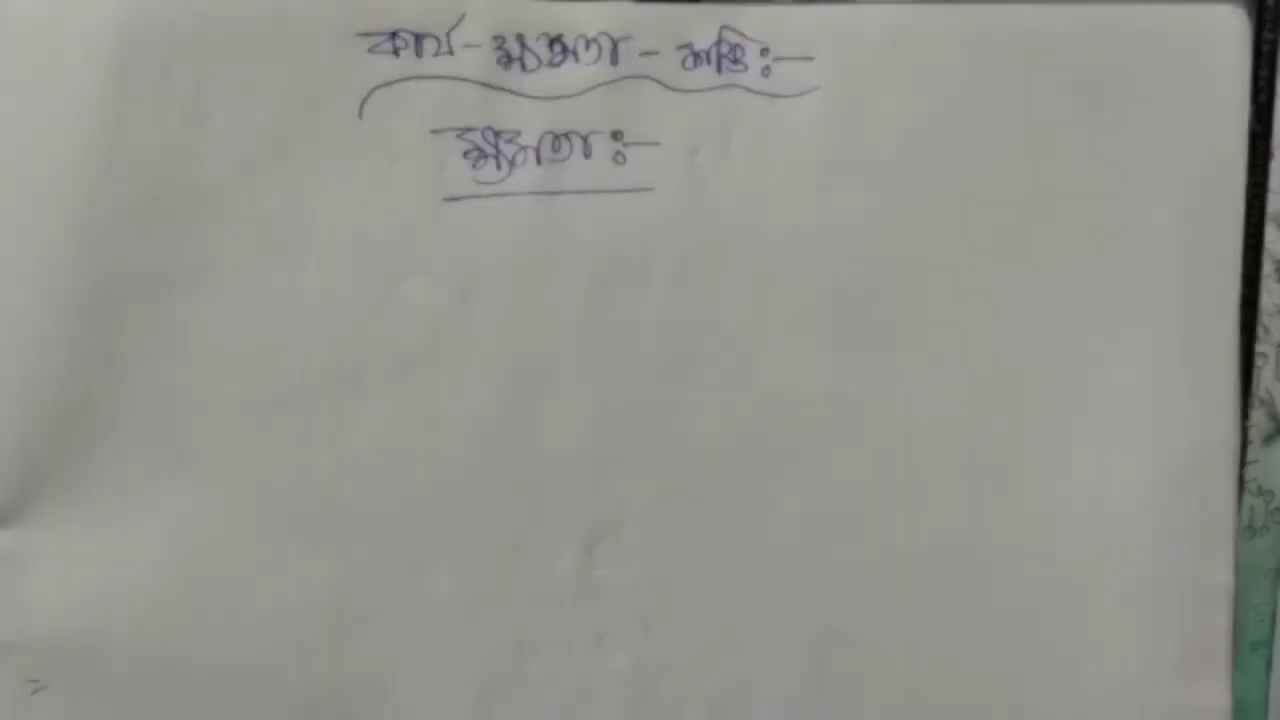 কার্য - ক্ষমতা - শক্তি :-
ক্ষমতা :-